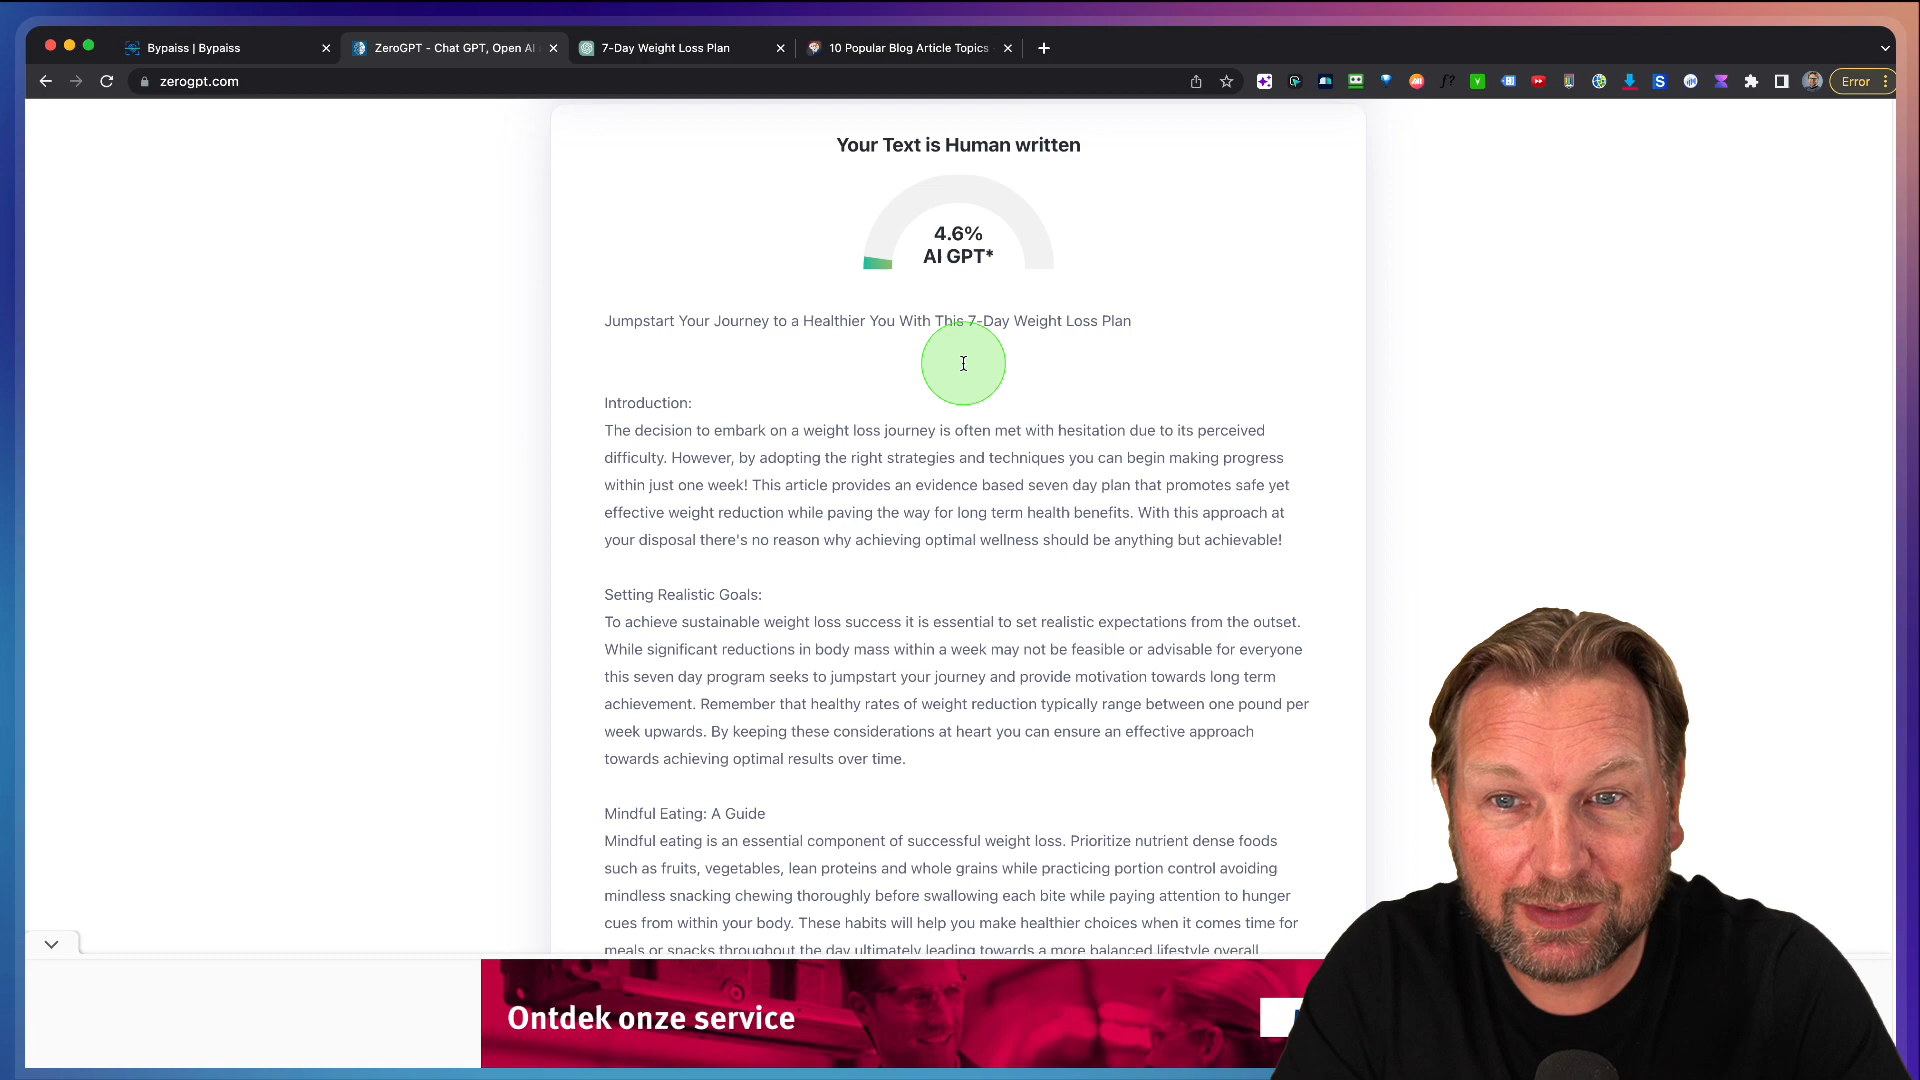 Bypaiss | Bypaiss
ZeroGPT - Chat GPT, Open AI
7-Day Weight Loss Plan
10 Popular Blog Article Topics
zerogpt.com
Error
Your Text is Human written
4.6%
AI GPT*
Jumpstart Your Journey to a Healthier You With This 7-Day Weight Loss Plan
Introduction:
The decision to embark on a weight loss journey is often met with hesitation due to its perceived
difficulty. However, by adopting the right strategies and techniques you can begin making progress
within just one week! This article provides an evidence based seven day plan that promotes safe yet
effective weight reduction while paving the way for long term health benefits. With this approach at
your disposal there's no reason why achieving optimal wellness should be anything but achievable!
Setting Realistic Goals:
To achieve sustainable weight loss success it is essential to set realistic expectations from the outset.
While significant reductions in body mass within a week may not be feasible or advisable for everyone
this seven day program seeks to jumpstart your journey and provide motivation towards long term
achievement. Remember that healthy rates of weight reduction typically range between one pound per
week upwards. By keeping these considerations at heart you can ensure an effective approach
towards achieving optimal results over time.
Mindful Eating: A Guide
Mindful eating is an essential component of successful weight loss. Prioritize nutrient dense foods
such as fruits, vegetables, lean proteins and whole grains while practicing portion control avoiding
mindless snacking chewing thoroughly before swallowing each bite while paying attention to hunger
cues from within your body. These habits will help you make healthier choices when it comes time for
meals or snacks throughout the day ultimately leading towards a more balanced lifestyle overall
Ontdek onze service